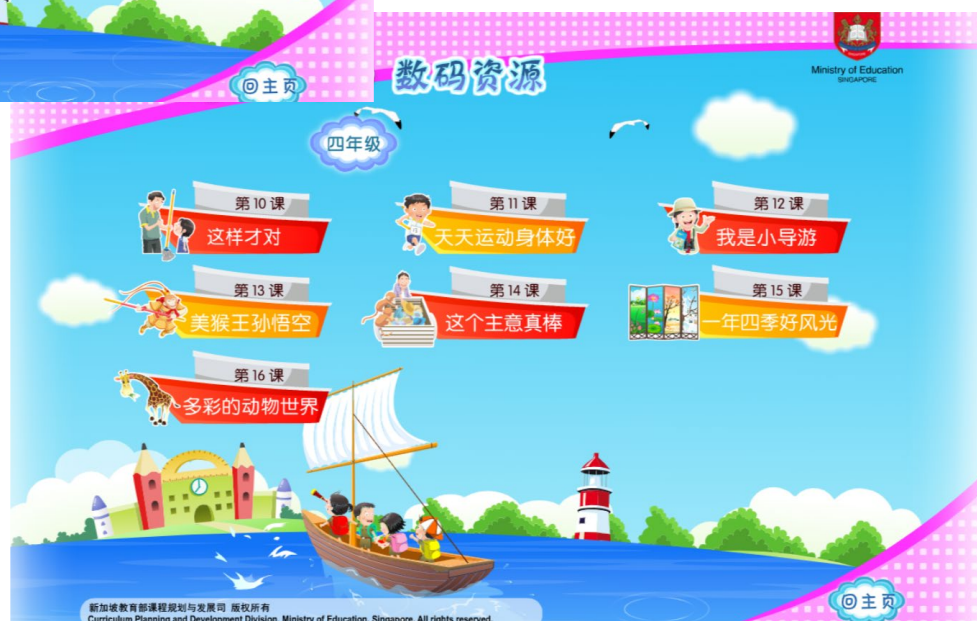 回主页
数码资源
Ministry of Education
SINGAPORE
四年级
第10课
这样才对
第11课
天天运动身体好
第12课
我是小导游
第13课
美猴王孙悟空
第14课
这个主意真棒
第15课
一年四季好风光
第16课
多彩的动物世界
回主页
新加坡教育部课程规划与发展司 版权所有
Curriculum Planning and Development Division, Ministry of Education, Singapore. All rights reserved.